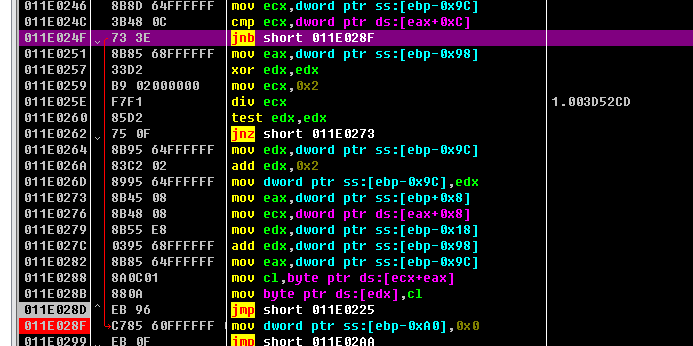 011E0246 8B8D 64FFFFFF mov ecx,dword ptr ss:[ebp-0x9C]
011E024C 3B48 0C cmp ecx,dword ptr ds:[eax+0xC]
011E024F 73 3E jnb short 011E028F
011E0251 8B85 68FFFFFF mov eax,dword ptr ss:[ebp-0x98]
011E0257 33D2 xor edx,edx
011E0259 B9 02000000 mov ecx,0x2
011E025E F7F1 div ecx 1.003D52CD
011E0260 85D2 test edx,edx
011E0262 75 0F jnz short 011E0273
011E0264 8B95 64FFFFFF mov edx,dword ptr ss:[ebp-0x9C]
011E026A 83C2 02 add edx,0x2
011E026D 8995 64FFFFFF mov dword ptr ss:[ebp-0x9C],edx
011E0273 8B45 08 mov eax,dword ptr ss:[ebp+0x8]
011E0276 8B48 08 mov ecx,dword ptr ds:[eax+0x8]
011E0279 8B55 E8 mov edx,dword ptr ss:[ebp-0x18]
011E027C 0395 68FFFFFF add edx,dword ptr ss:[ebp-0x98]
011E0282 8B85 64FFFFFF mov eax,dword ptr ss:[ebp-0x9C]
011E0288 8A0C01 mov cl,byte ptr ds:[ecx+eax]
011E028B 880A mov byte ptr ds:[edx],cl
011E028D EB 96 jmp short 011E0225
011E028F C785 60FFFFFF mov dword ptr ss:[ebp-0xA0],0x0
011E0299 EB 0F jmp short 011E02AA